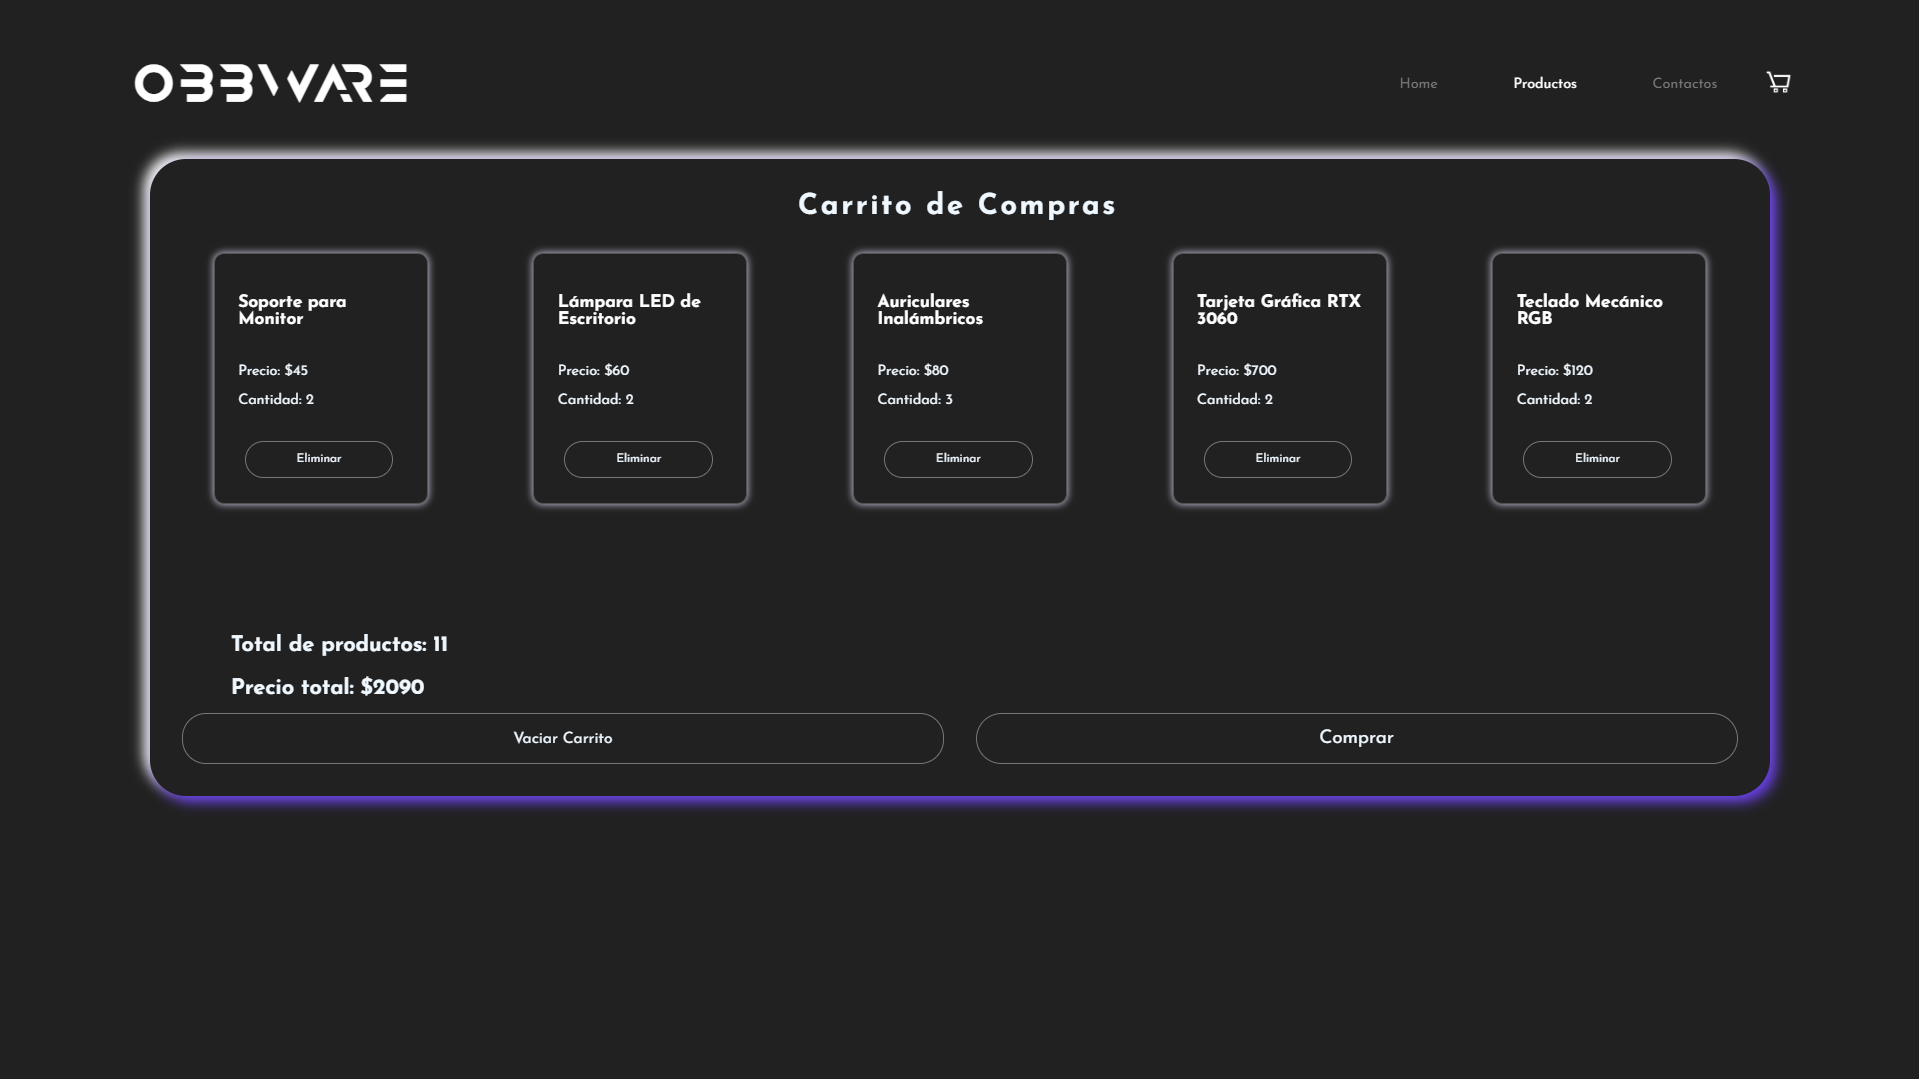 OBBWARE
Home
Productos
Contactos
Carrito de Compras
Soporte para
Monitor
Precio: $45
Cantidad: 2
Eliminar
Lámpara LED de
Escritorio
Precio: $60
Cantidad: 2
Eliminar
Auriculares
Inalámbricos
Precio: $80
Cantidad: 3
Eliminar
Tarjeta Gráfica RTX
3060
Precio: $700
Cantidad: 2
Eliminar
Teclado Mecánico
RGB
Precio: $120
Cantidad: 2
Eliminar
Total de productos: 11
Precio total: $2090
Vaciar Carrito
Comprar